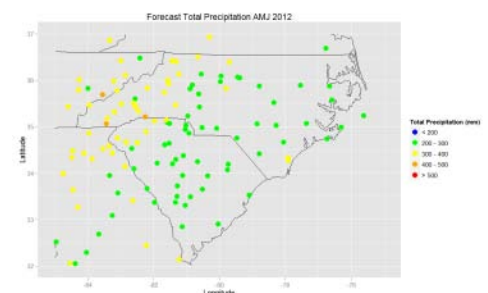 Forecast Total Precipitation AMJ 2012
37
36
35
34
33
32
Latitude
-84
-82
-80
-78
-76
Longitude
Total Precipitation (mm)
< 200
200 - 300
300 - 400
400 - 500
> 500